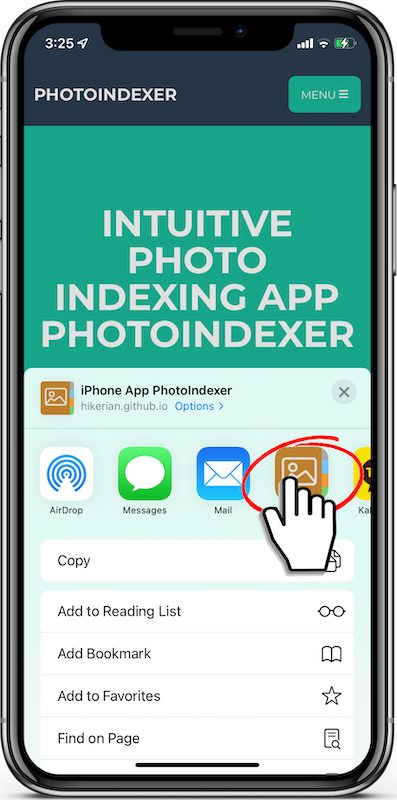 3:25
PHOTOINDEXER
MENU
INTUITIVE
PHOTO
INDEXING APP
PHOTOINDEXER
iPhone App PhotoIndexer
hikerian.github.io Options >
AirDrop
Messages
Mail
Copy
Add to Reading List
Add Bookmark
Add to Favorites
Find on Page